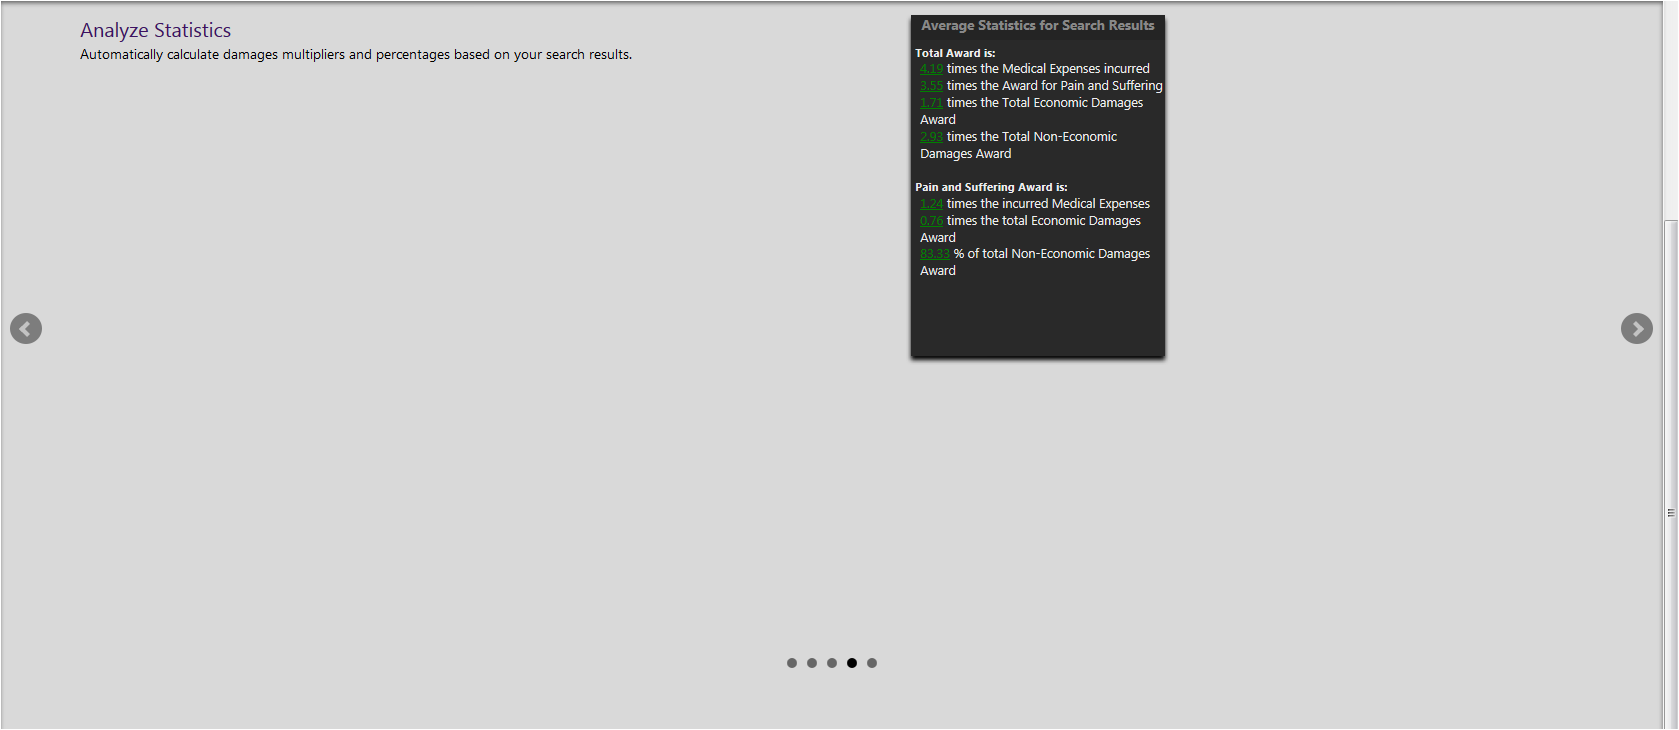 Analyze Statistics
Automatically calculate damages multipliers and percentages based on your search results.
Average Statistics for Search Results
Total Award is:
4.19 times the Medical Expenses incurred
3.55 times the Award for Pain and Suffering
1.71 times the Total Economic Damages
Award
2.93 times the Total Non-Economic
Damages Award
Pain and Suffering Award is:
1.24 times the incurred Medical Expenses
0.76 times the total Economic Damages
Award
83.33 % of total Non-Economic Damages
Award